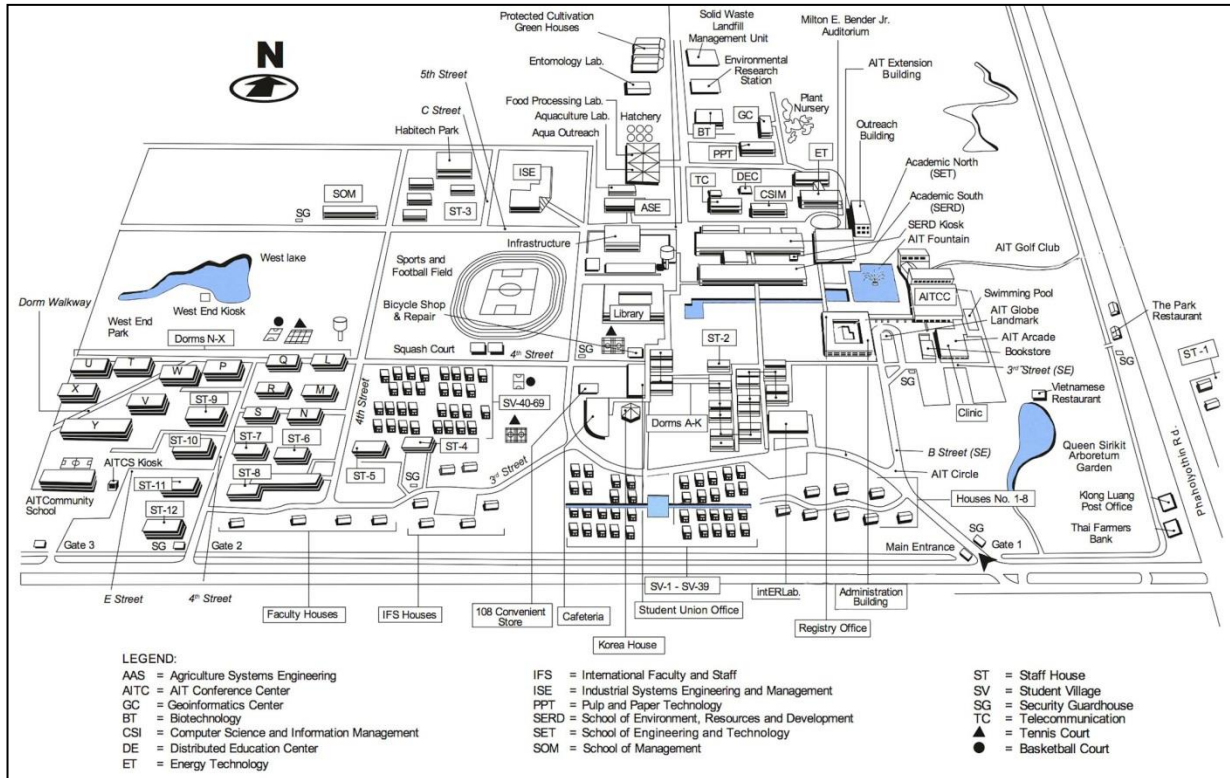 Protected Cultivation
Green Houses
Solid Waste
Landfill
Management Unit
Milton E. Bender Jr.
Auditorium
N
Entomology Lab.
Environmental
Research
Station
AIT Extension
Building
5th Street
C Street
Habitech Park
Food Processing Lab.
Aquaculture Lab.
Aqua Outreach
Hatchery
BT
GC
Plant
Nursery
Outreach
Building
PPT
ET
Academic North
(SET)
SOM
SG
ST-3
ISE
ASE
TC
DEC
CSIM
Academic South
(SERD)
SERD Kiosk
AIT Fountain
AIT Golf Club
Infrastructure
West lake
Sports and
Football Field
Dorm Walkway
West End Kiosk
West End
Park
Bicycle Shop
& Repair
Library
AITCC
Swimming Pool
AIT Globe
Landmark
The Park
Restaurant
Dorms N-X
Squash Court
4th Street
SG
ST-2
AIT Arcade
Bookstore
SG
ST-1
3rd Street (SE)
SG
U
T
W
P
Q
L
X
V
ST-9
R
M
Y
S
N
4th Street
SV-40-69
Dorms A-K
Clinic
Vietnamese
Restaurant
ST-10
ST-7
ST-6
ST-4
3rd Street
B Street (SE)
Queen Sirikit
Arboretum
Garden
Phaholyothin Rd.
AITCS Kiosk
ST-8
ST-5
SG
AIT Circle
AITCommunity
School
ST-11
Houses No. 1-8
Klong Luang
Post Office
ST-12
Thai Farmers
Bank
Gate 3
SG
Gate 2
Main Entrance
SG
Gate 1
E Street
4th Street
Faculty Houses
IFS Houses
108 Convenient
Store
Cafeteria
Korea House
SV-1 - SV-39
Student Union Office
intERLab.
Registry Office
Administration
Building
LEGEND:
AAS = Agriculture Systems Engineering
AITC = AIT Conference Center
GC = Geoinformatics Center
BT = Biotechnology
CSI = Computer Science and Information Management
DE = Distributed Education Center
ET = Energy Technology
IFS = International Faculty and Staff
ISE = Industrial Systems Engineering and Management
PPT = Pulp and Paper Technology
SERD = School of Environment, Resources and Development
SET = School of Engineering and Technology
SOM = School of Management
ST = Staff House
SV = Student Village
SG = Security Guardhouse
TC = Telecommunication
▲ = Tennis Court
● = Basketball Court